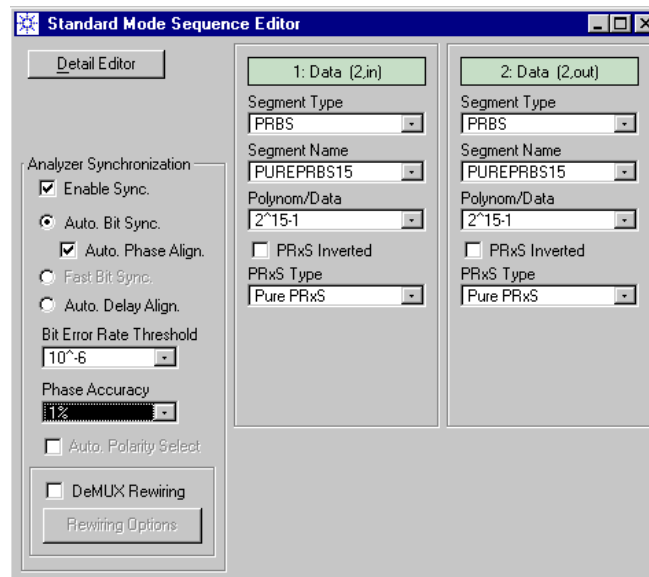 Standard Mode Sequence Editor
Detail Editor
Analyzer Synchronization
Enable Sync.
Auto. Bit Sync.
Auto. Phase Align.
Fast Bit Sync.
Auto. Delay Align.
Bit Error Rate Threshold
10^-6
Phase Accuracy
1%
Auto. Polarity Select
DeMUX Rewiring
Rewiring Options
1: Data (2,in)
Segment Type
PRBS
Segment Name
PUREPRBS15
Polynom/Data
2^15-1
PRxS Inverted
PRxS Type
Pure PRxS
2: Data (2,out)
Segment Type
PRBS
Segment Name
PUREPRBS15
Polynom/Data
2^15-1
PRxS Inverted
PRxS Type
Pure PRxS